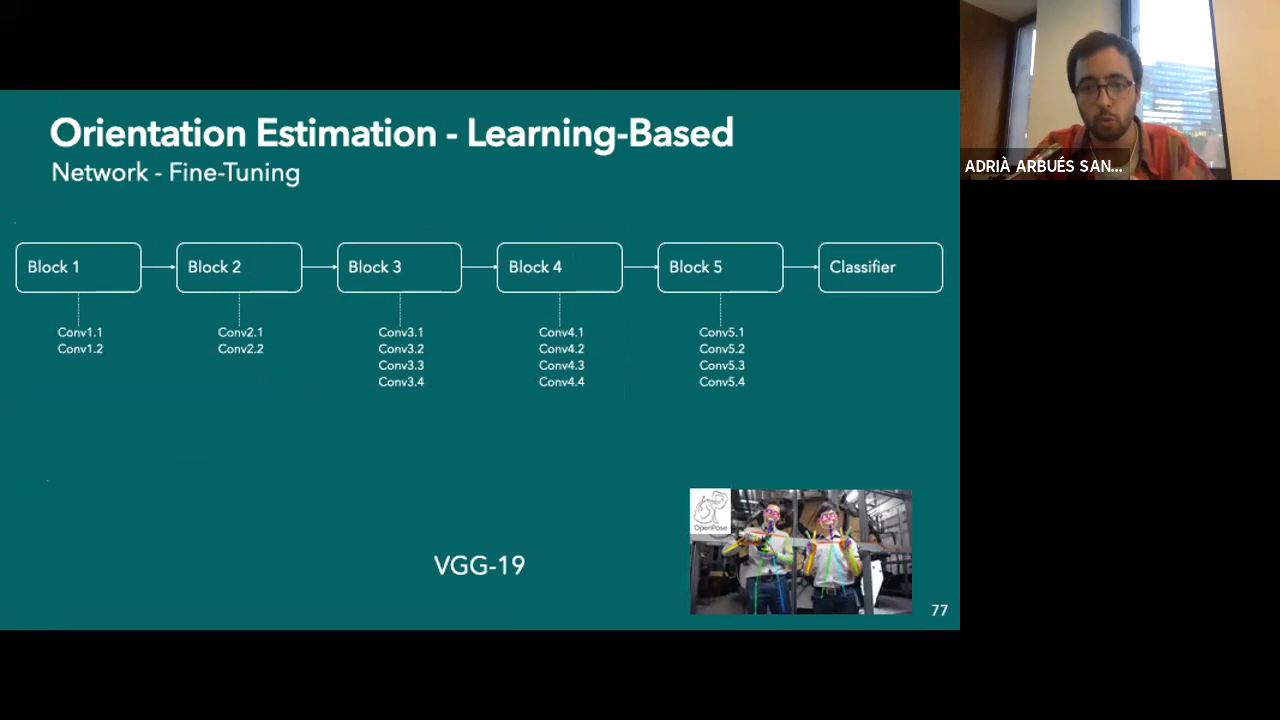 Orientation Estimation - Learning-Based
Network - Fine-Tuning
Block 1
Block 2
Block 3
Block 4
Block 5
Classifier
Conv1.1
Conv1.2
Conv2.1
Conv2.2
Conv3.1
Conv3.2
Conv3.3
Conv3.4
Conv4.1
Conv4.2
Conv4.3
Conv4.4
Conv5.1
Conv5.2
Conv5.3
Conv5.4
OpenPose
VGG-19
77
ADRIÀ ARBUÉS SAN...